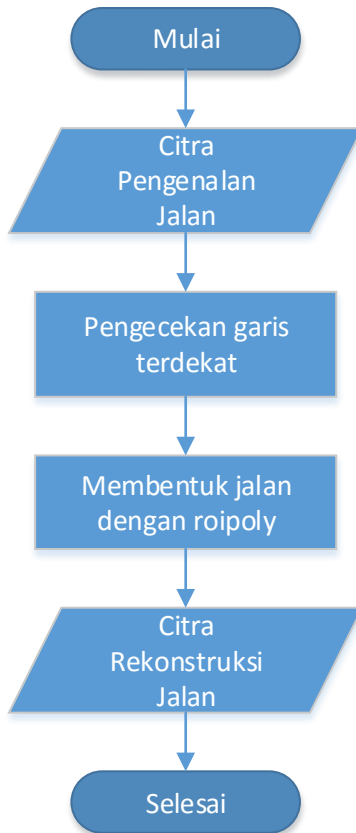 Mulai
Citra
Pengenalan
Jalan
Pengecekan garis
terdekat
Membentuk jalan
dengan roipoly
Citra
Rekonstruksi
Jalan
Selesai